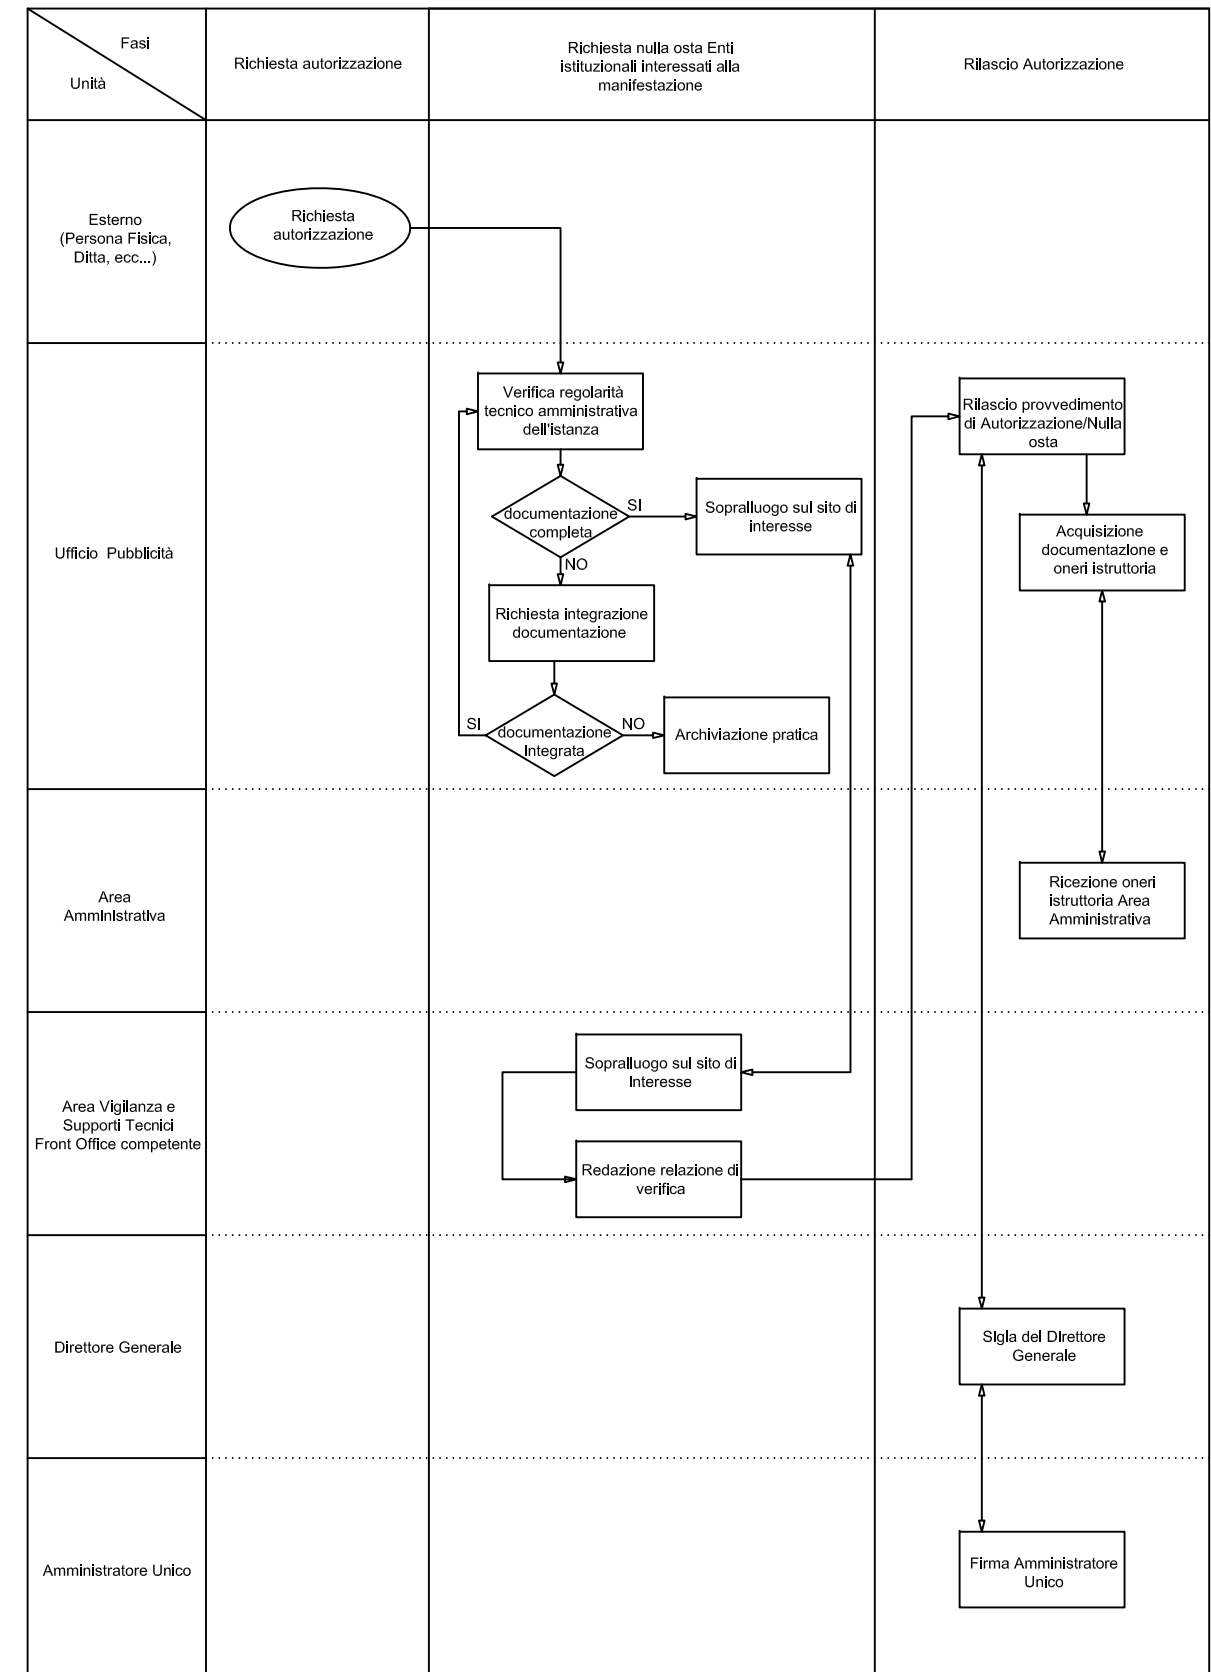 Fasi
Unità
Richiesta autorizzazione
Richiesta nulla osta Enti
istituzionali interessati alla
manifestazione
Rilascio Autorizzazione
Esterno
(Persona Fisica,
Ditta, ecc...)
Richiesta
autorizzazione
Ufficio Pubblicità
Verifica regolarità
tecnico amministrativa
dell'istanza
documentazione
completa
SI
Sopralluogo sul sito di
interesse
NO
Richiesta integrazione
documentazione
SI
documentazione
Integrata
NO
Archiviazione pratica
Rilascio provvedimento
di Autorizzazione/Nulla
osta
Acquisizione
documentazione e
oneri istruttoria
Area
Amministrativa
Ricezione oneri
istruttoria Area
Amministrativa
Area Vigilanza e
Supporti Tecnici
Front Office competente
Sopralluogo sul sito di
Interesse
Redazione relazione di
verifica
Direttore Generale
Sigla del Direttore
Generale
Amministratore Unico
Firma Amministratore
Unico